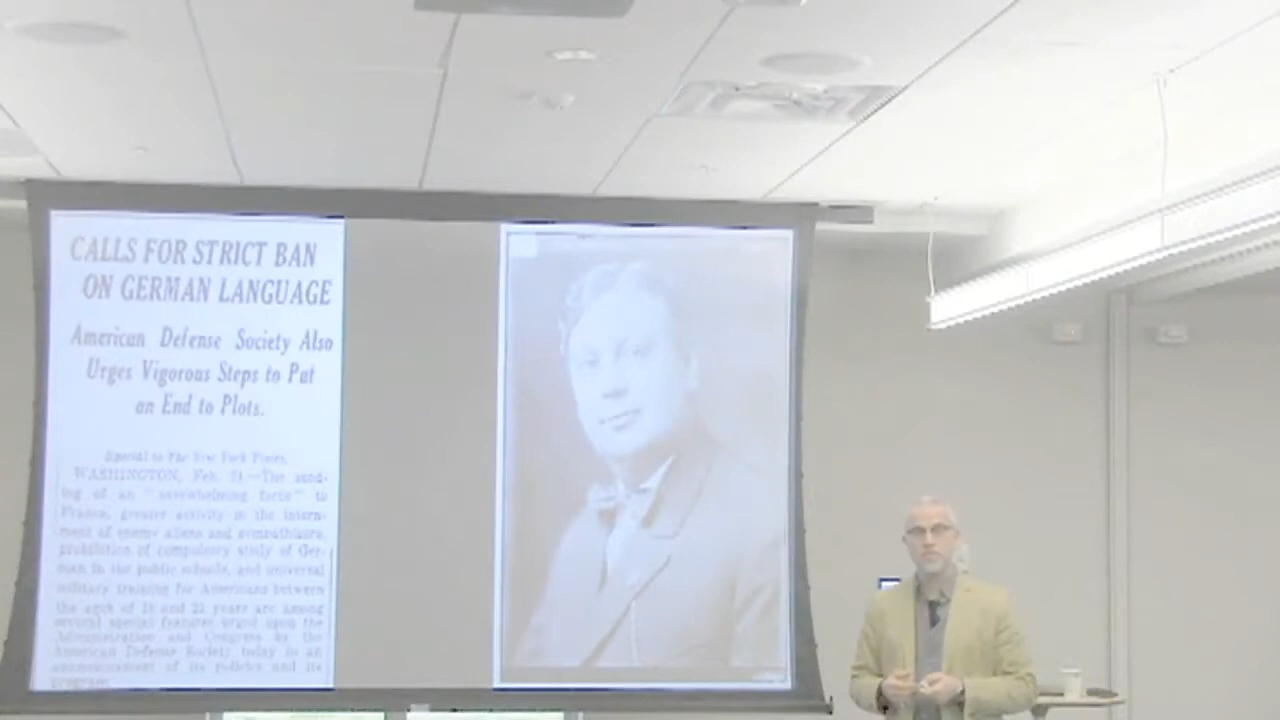 CALLS FOR STRICT BAN
ON GERMAN LANGUAGE
American Defense Society Also
Urges Vigorous Steps to Put
an End to Plots.
Special to The New York Times.
WASHINGTON, Feb. 21.—The send-
ing of an "overwhelming force" to
France, greater activity in the intern-
ment of enemy aliens and sympathizers,
prohibition of compulsory study of Ger-
man in the public schools, and universal
military training for Americans between
the ages of 18 and 21 years are among
several special features urged upon the
Administration and Congress by the
American Defense Society today in an
announcement of its policies and its
program.